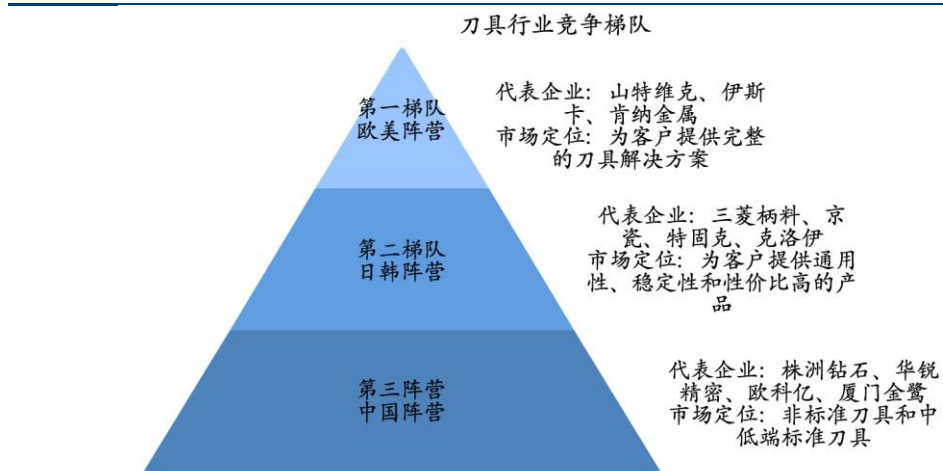 刀具行业竞争梯队
第一梯队
欧美阵营
代表企业：山特维克、伊斯
卡、肯纳金属
市场定位：为客户提供完整
的刀具解决方案
第二梯队
日韩阵营
代表企业：三菱柄料、京
瓷、特固克、克洛伊
市场定位：为客户提供通用
性、稳定性和性价比高的产
品
第三阵营
中国阵营
代表企业：株洲钻石、华锐
精密、欧科亿、厦门金鹭
市场定位：非标准刀具和中
低端标准刀具